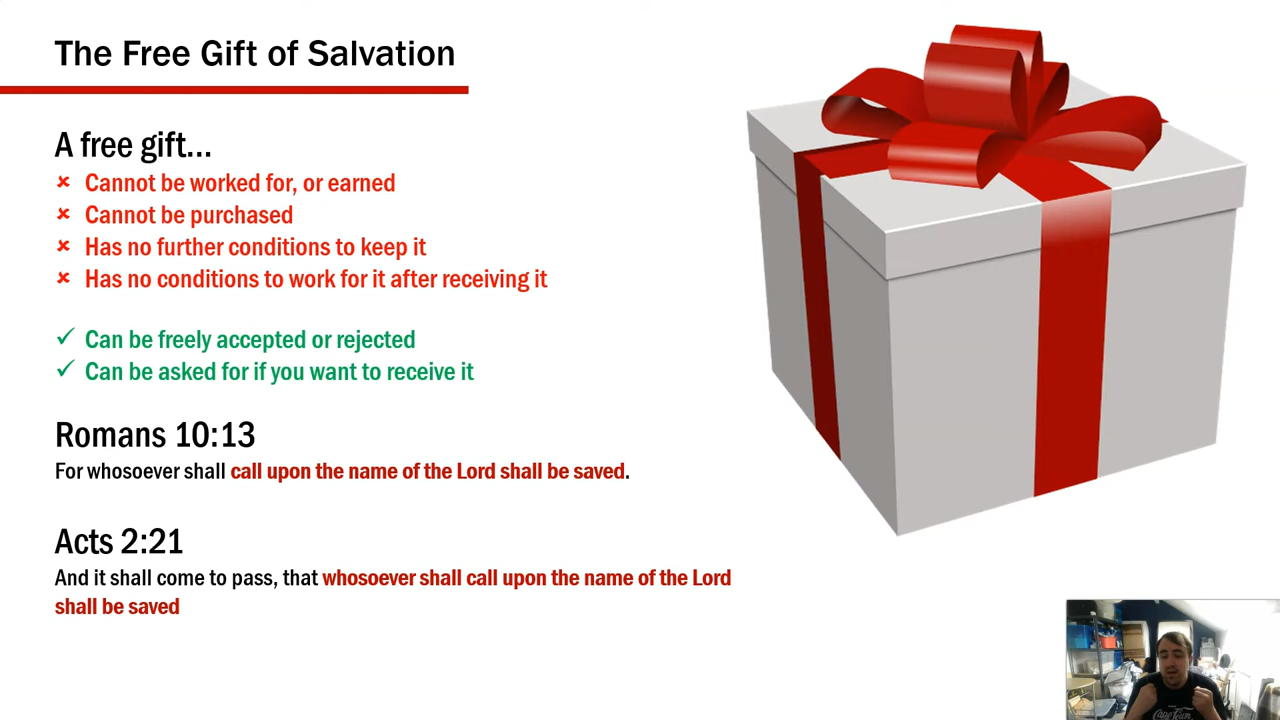 The Free Gift of Salvation
A free gift...
Cannot be worked for, or earned
Cannot be purchased
Has no further conditions to keep it
Has no conditions to work for it after receiving it
Can be freely accepted or rejected
Can be asked for if you want to receive it
Romans 10:13
For whosoever shall call upon the name of the Lord shall be saved.
Acts 2:21
And it shall come to pass, that whosoever shall call upon the name of the Lord
shall be saved